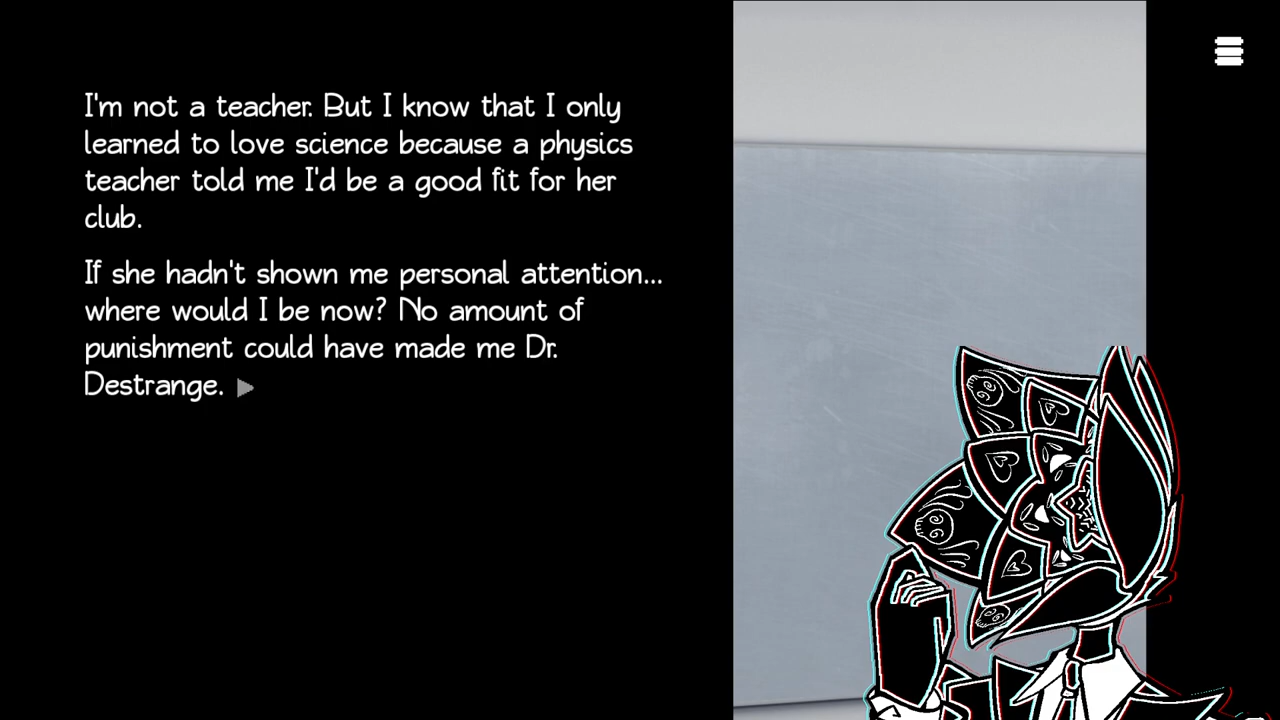 I'm not a teacher. But I know that I only
learned to love science because a physics
teacher told me I'd be a good fit for her
club.
If she hadn't shown me personal attention...
where would I be now? No amount of
punishment could have made me Dr.
Destrange.